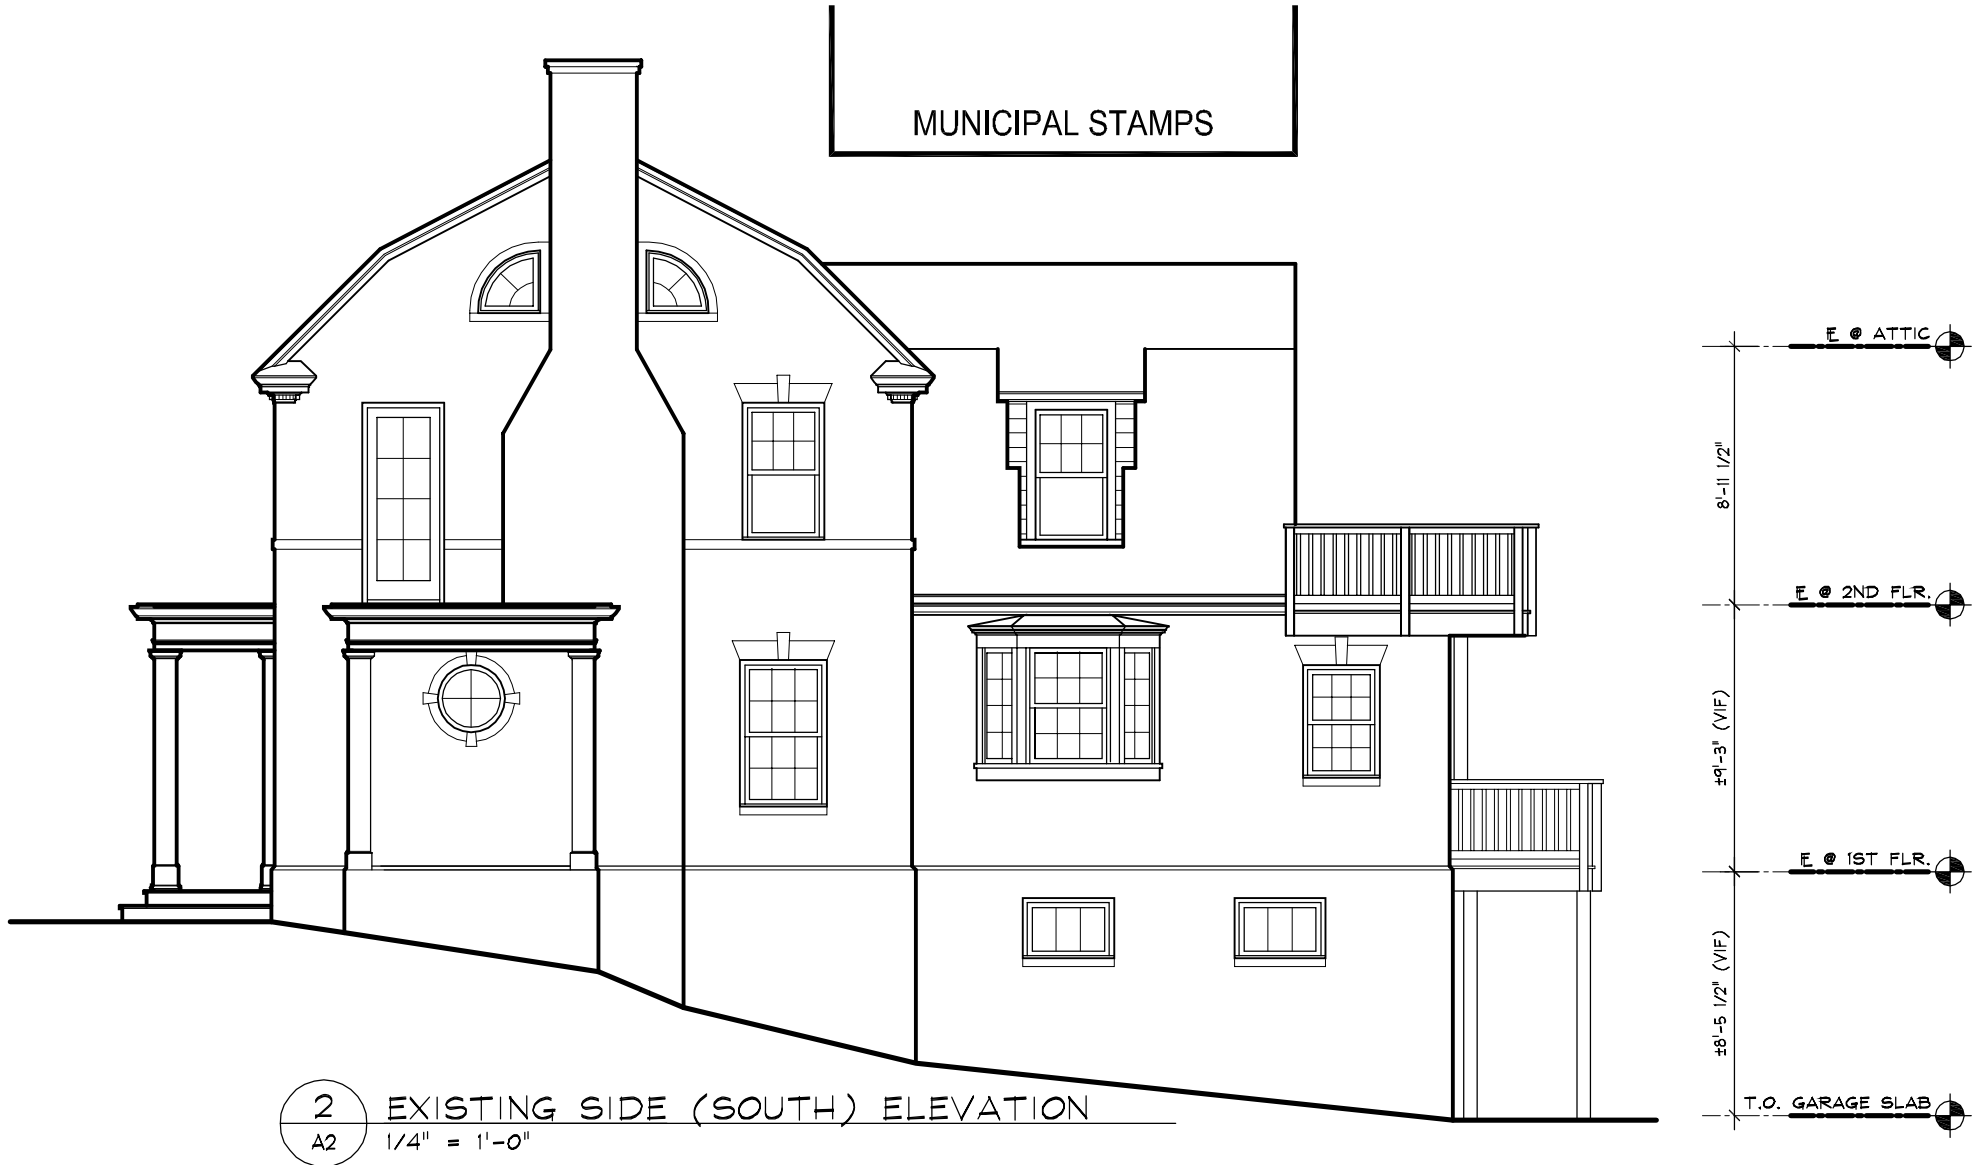 MUNICIPAL STAMPS
E @ ATTIC
8'-11 1/2"
E @ 2ND FLR.
±9'-3" (VIF)
E @ 1ST FLR.
±8'-5 1/2" (VIF)
T.O. GARAGE SLAB
2
A2
EXISTING SIDE (SOUTH) ELEVATION
1/4" = 1'-0"